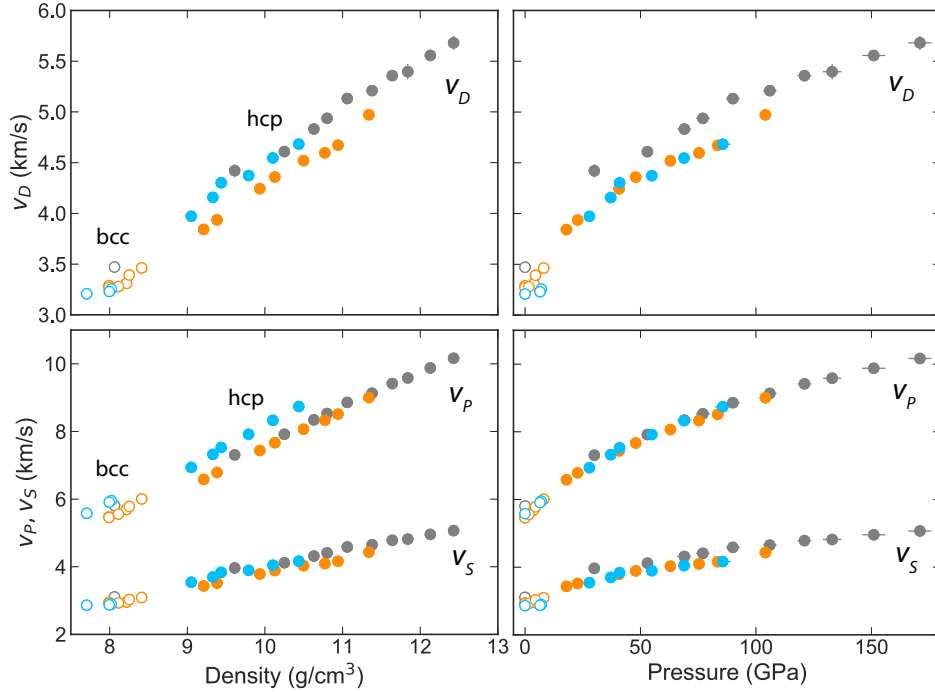 6.0
5.5
5.0
4.5
4.0
3.5
3.0
v_D (km/s)
bcc
hcp
v_D
v_D
10
8
6
4
2
v_P, v_S (km/s)
bcc
hcp
v_P
v_S
v_P
v_S
8 9 10 11 12 13
Density (g/cm³)
0 50 100 150
Pressure (GPa)